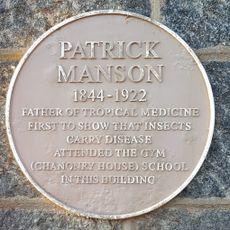 PATRICK
MANSON
1844-1922
FATHER OF TROPICAL MEDICINE
FIRST TO SHOW THAT INSECTS
CARRY DISEASE
ATTENDED THE GYM
(CHANONRY HOUSE) SCHOOL
IN THIS BUILDING